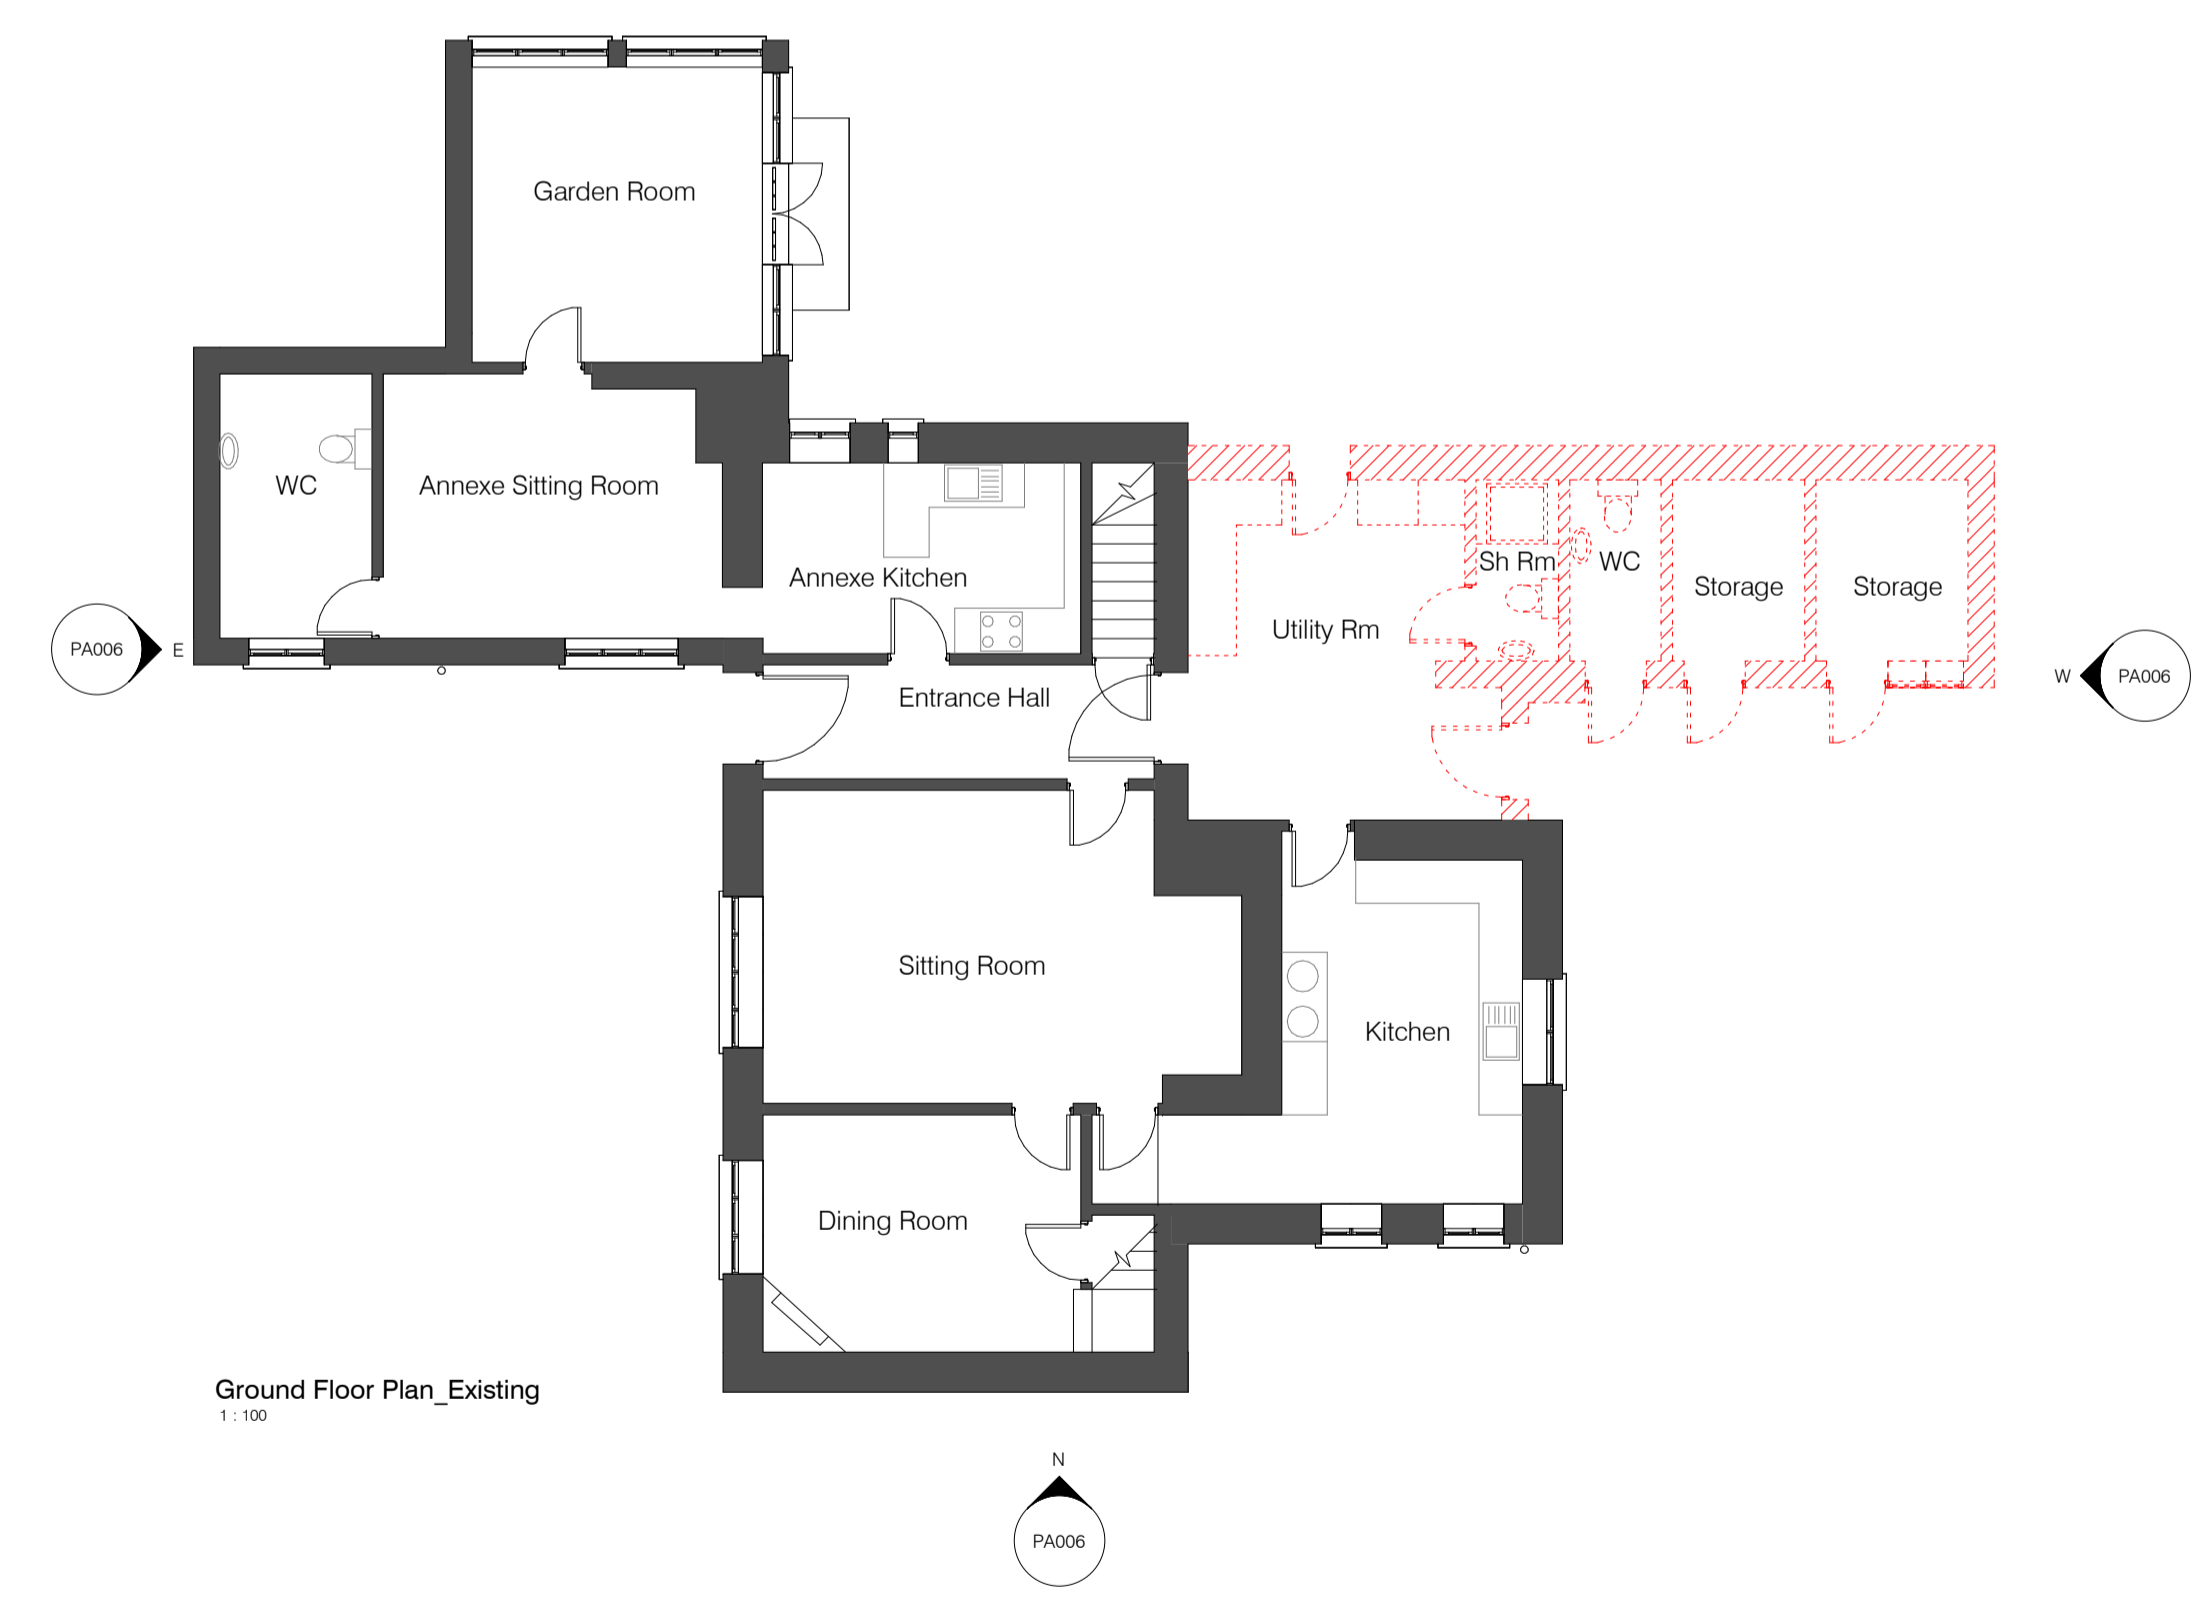 Garden Room
WC
Annexe Sitting Room
Annexe Kitchen
Sh Rm
WC
Storage
Storage
Utility Rm
PA006
E
Entrance Hall
W
PA006
Sitting Room
Kitchen
Dining Room
Ground Floor Plan_Existing
1 : 100
N
PA006